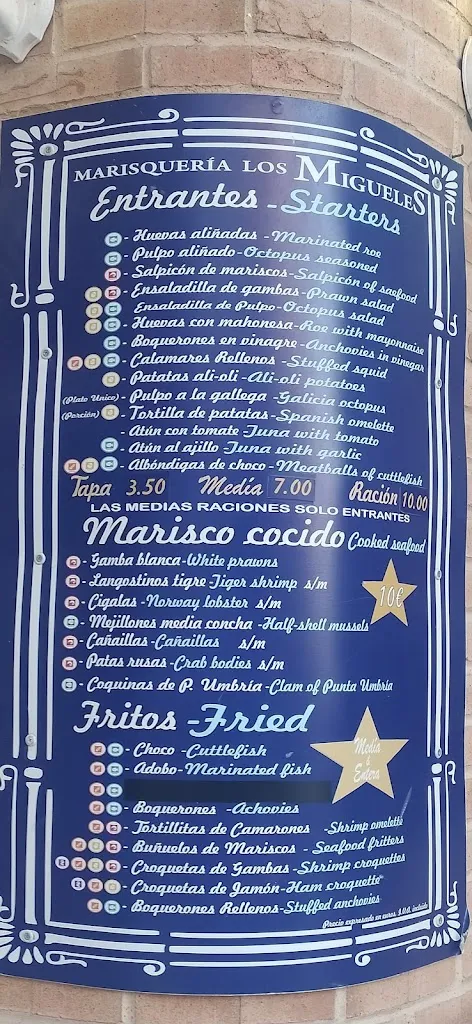 MARISQUERÍA LOS MIGUELES
Entrantes - Starters
- Huevas aliñadas - Marinated roe
- Pulpo aliñado - Octopus seasoned
- Salpicón de mariscos - Salpicón of saefood
- Ensaladilla de gambas - Prawn salad
Ensaladilla de Pulpo - Octopus salad
- Huevas con mahonesa - Roe with mayonnaise
- Boquerones en vinagre - Anchovies in vinegar
- Calamares Rellenos - Stuffed squid
- Patatas ali-oli - Ali-oli potatoes
(Plato Unico) - Pulpo a la gallega - Galicia octopus
(Porción) - Tortilla de patatas - Spanish omelette
- Atún con tomate Tuna with tomato
- Atún al ajillo Tuna with garlic
- Albóndigas de choco - Meatballs of cuttlefish
Tapa 3.50 Media 7.00 Ración 10.00
LAS MEDIAS RACIONES SOLO ENTRANTES
Marisco cocido Cooked seafood
- Gamba blanca - White prawns
- Langostinos tigre - Tiger shrimp s/m
- Cigalas - Norway lobster s/m
10€
- Mejillones media concha - Half-shell mussels
- Cañaillas - Cañaillas s/m
- Patas rusas - Crab bodies s/m
- Coquinas de P. Umbría - Clam of Punta Umbria
Fritos - Fried
- Choco - Cuttlefish
- Adobo - Marinated fish
Media ó Entera
- Boquerones - Achovies
- Tortillitas de Camarones - Shrimp omelette
- Buñuelos de Mariscos - Seafood fritters
- Croquetas de Gambas - Shrimp croquettes
- Croquetas de Jamón - Ham croquette
- Boquerones Rellenos - Stuffed anchovies
Precio expresado en euros, I.V.A. incluido